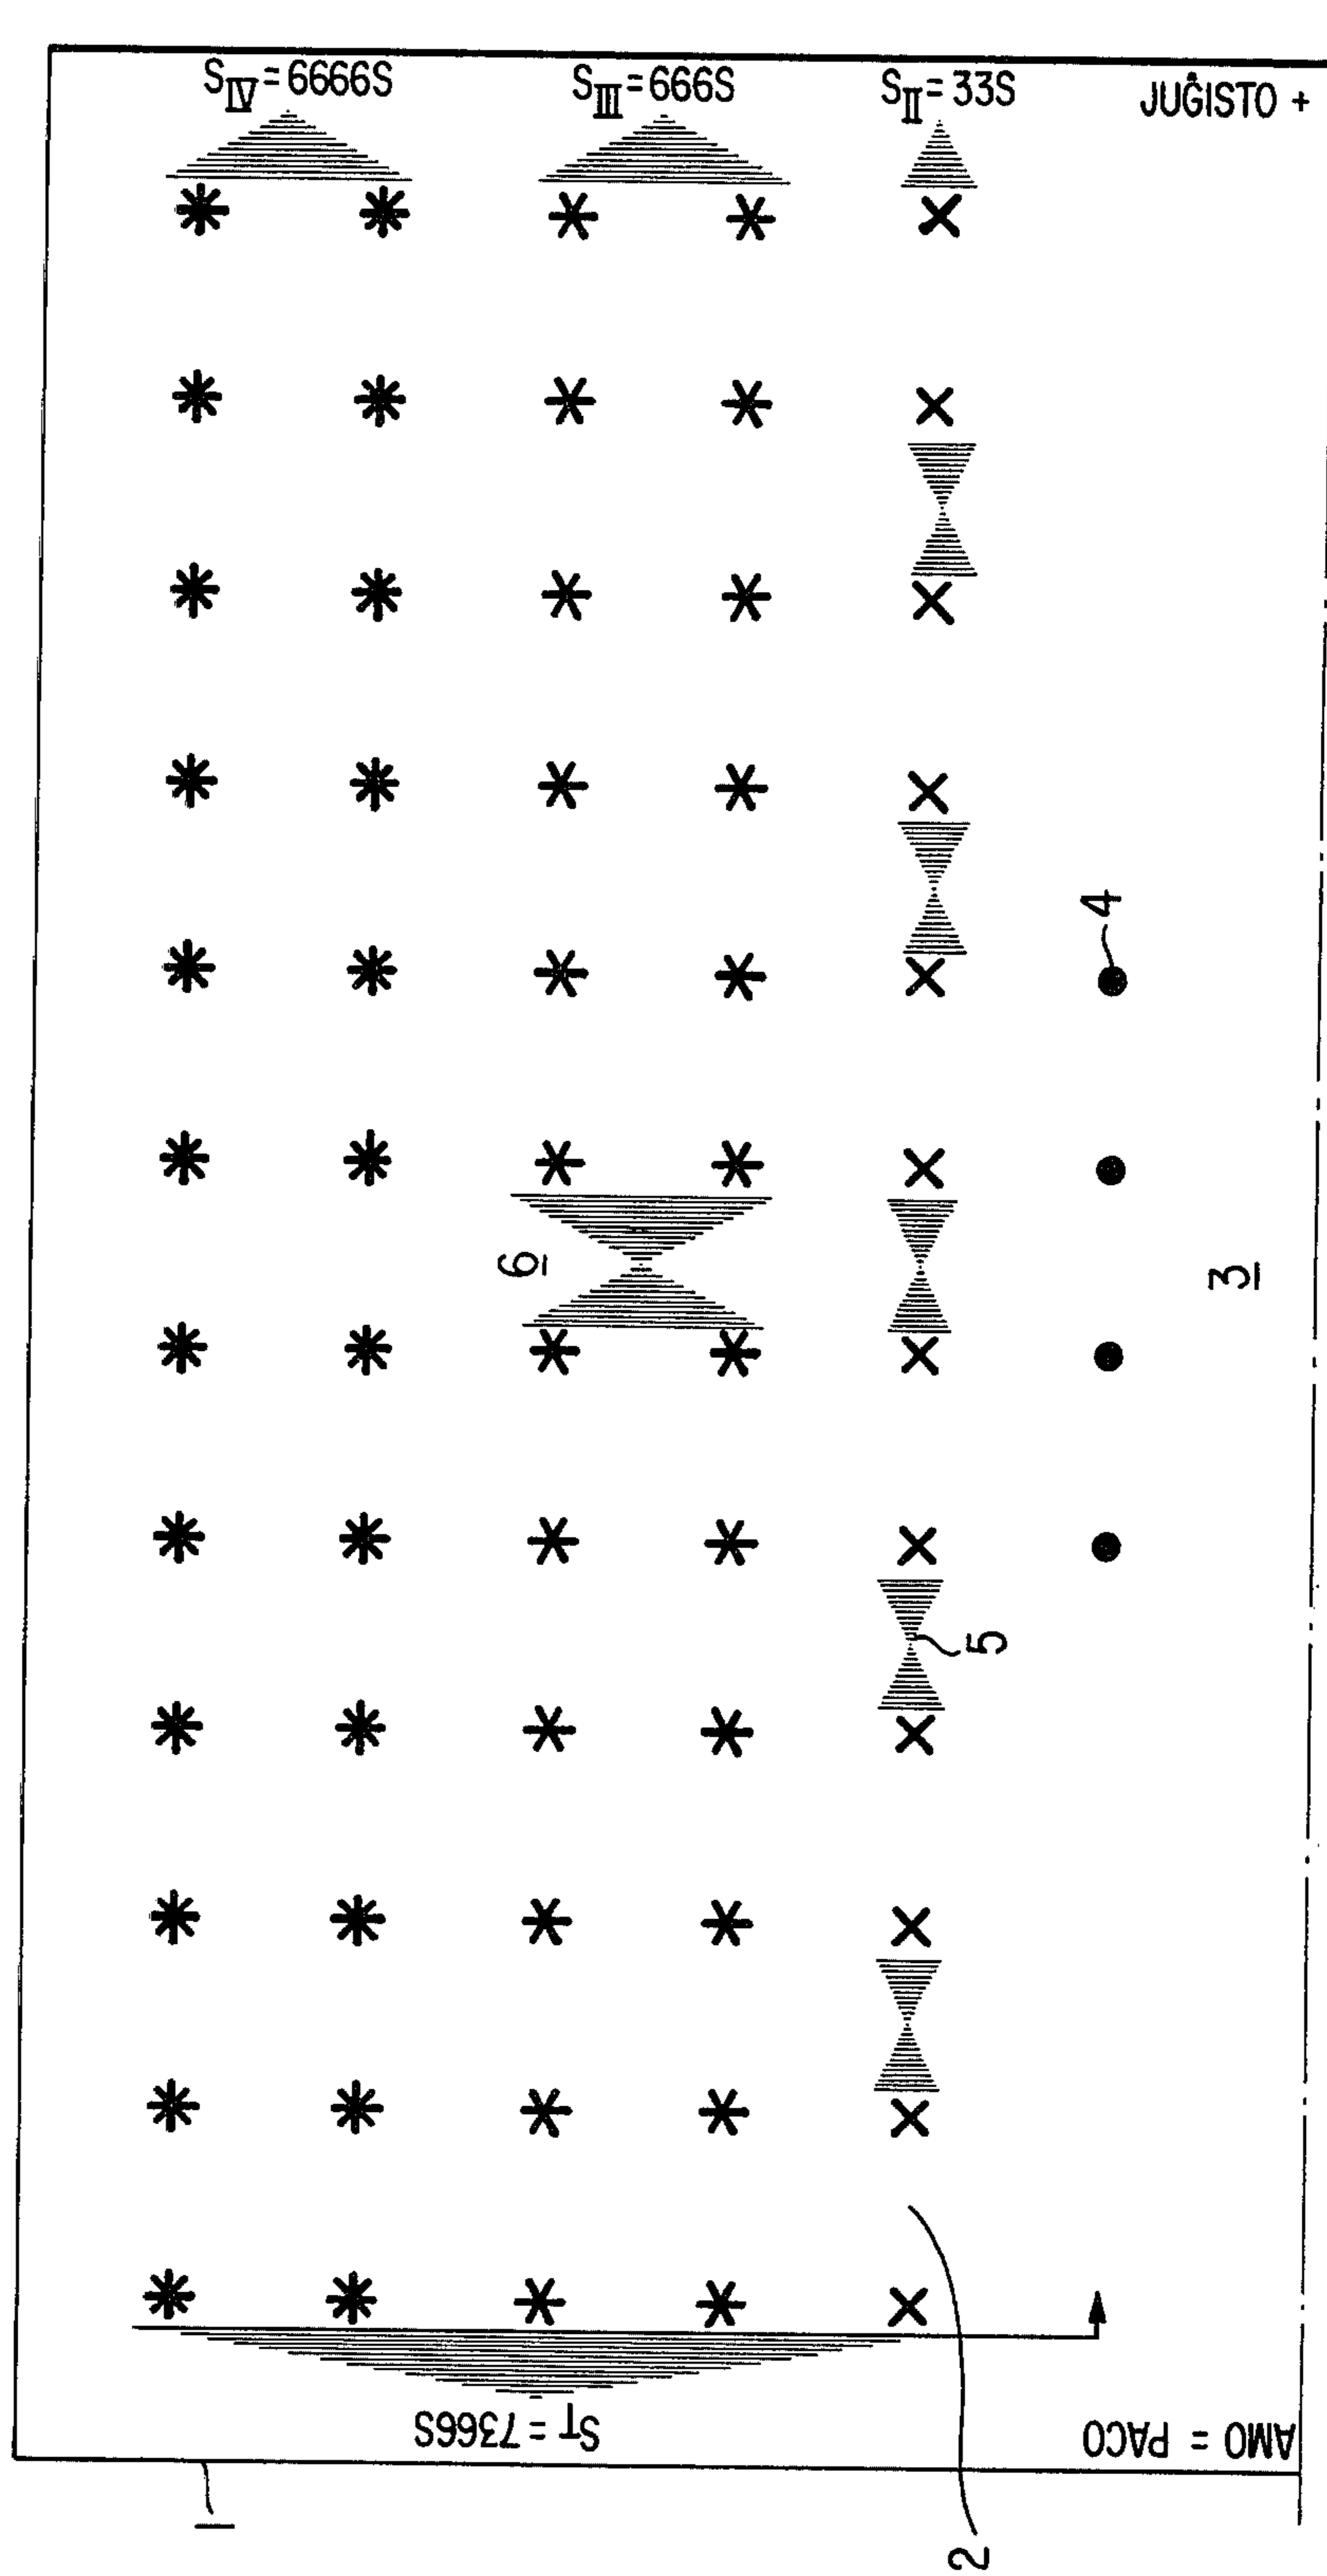 S_IV = 6666S
S_III = 666S
S_II = 33S
JUĜISTO +
4
6
3
5
S_T = 7366S
AMO = PACO
1
2